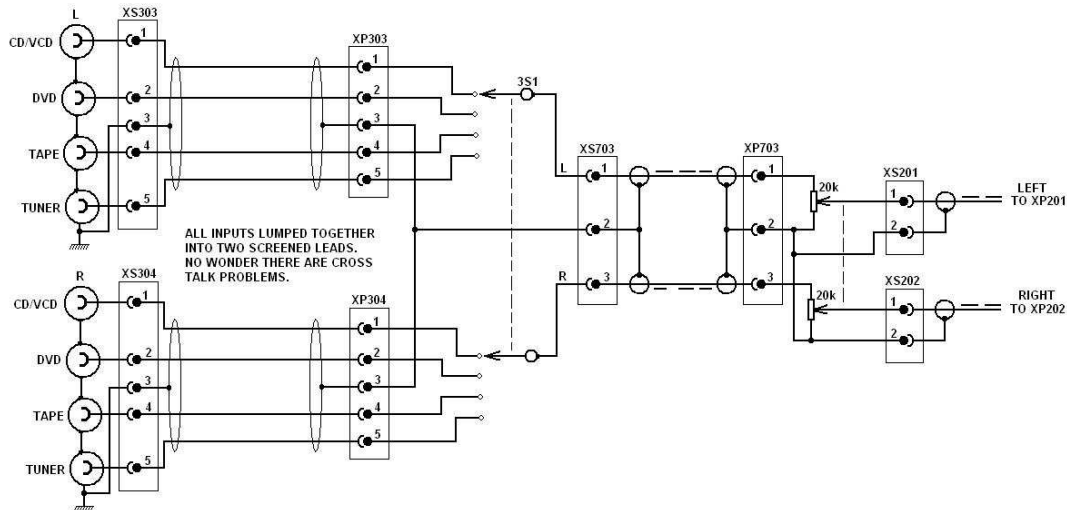 L
XS303
CD/VCD
1
DVD
2
3
TAPE
4
TUNER
5
XP303
1
2
3
4
5
3S1
ALL INPUTS LUMPED TOGETHER
INTO TWO SCREENED LEADS.
NO WONDER THERE ARE CROSS
TALK PROBLEMS.
R
XS304
CD/VCD
1
DVD
2
3
TAPE
4
TUNER
5
XP304
1
2
3
4
5
XS703
L
1
2
R
3
XP703
1
2
3
20k
20k
XS201
1
2
LEFT
TO XP201
XS202
1
2
RIGHT
TO XP202